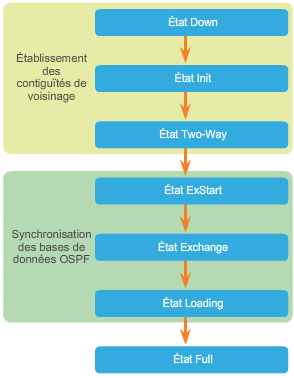 État Down
Établissement
des
contiguïtés de
voisinage
État Init
État Two-Way
État ExStart
Synchronisation
des bases de
données OSPF
État Exchange
État Loading
État Full